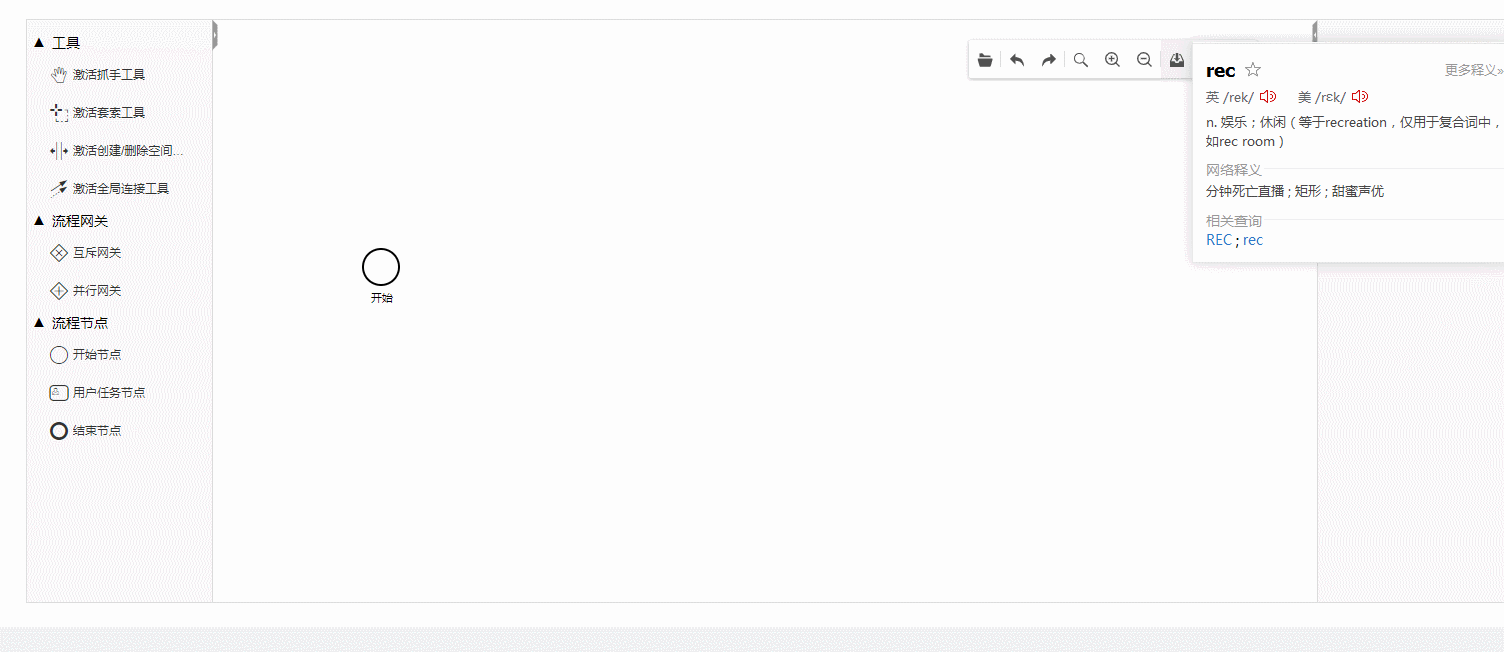 工具
激活抓手工具
激活套索工具
激活创建/删除空间...
激活全局连接工具
流程网关
互斥网关
并行网关
流程节点
开始节点
用户任务节点
结束节点
开始
rec
更多释义»
英 /rek/ 美 /rɛk/
n. 娱乐；休闲（等于recreation，仅用于复合词中，
如rec room）
网络释义
分钟死亡直播 ; 矩形 ; 甜蜜声优
相关查询
REC ; rec